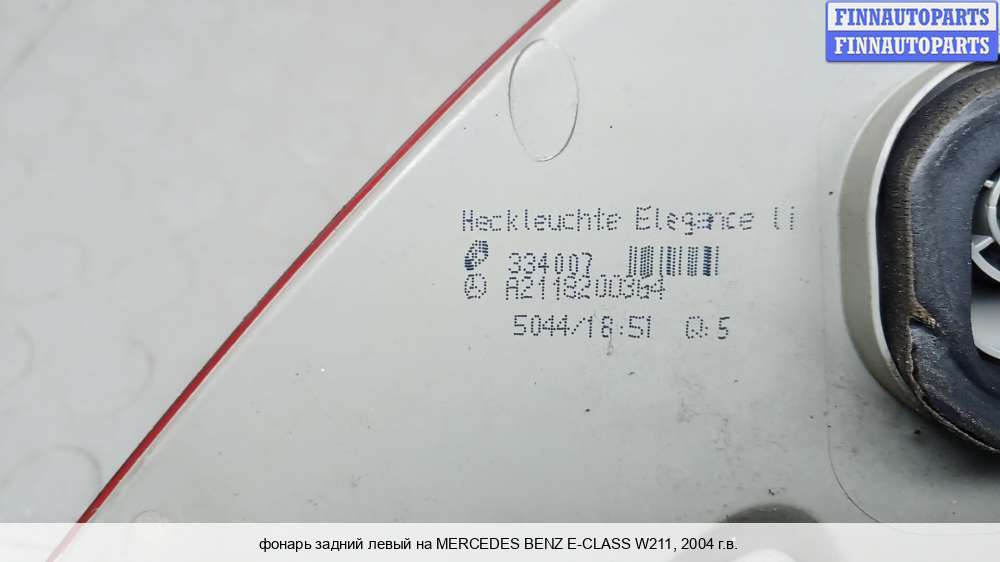 FINNAUTOPARTS
FINNAUTOPARTS
Heckleuchte Elegance li
334007
A2118200364
5044/18:51 Q:5
фонарь задний левый на MERCEDES BENZ E-CLASS W211, 2004 г.в.